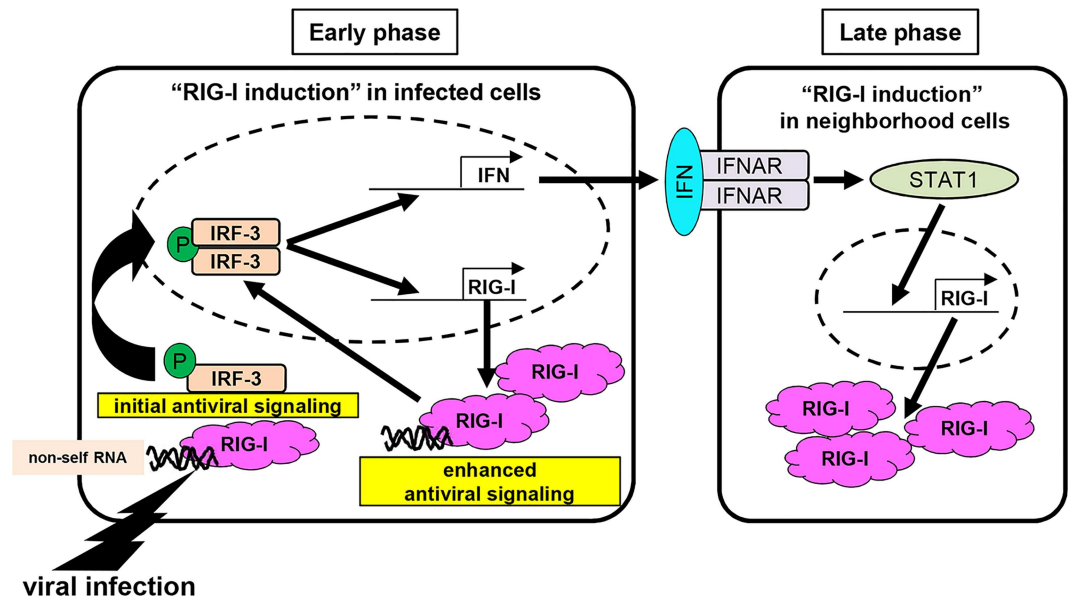 Early phase
Late phase
“RIG-I induction” in infected cells
“RIG-I induction”
in neighborhood cells
IFN
IFN
IFNAR
IFNAR
STAT1
P
IRF-3
IRF-3
RIG-I
RIG-I
P
IRF-3
initial antiviral signaling
RIG-I
RIG-I
non-self RNA
RIG-I
enhanced
antiviral signaling
RIG-I
RIG-I
RIG-I
viral infection